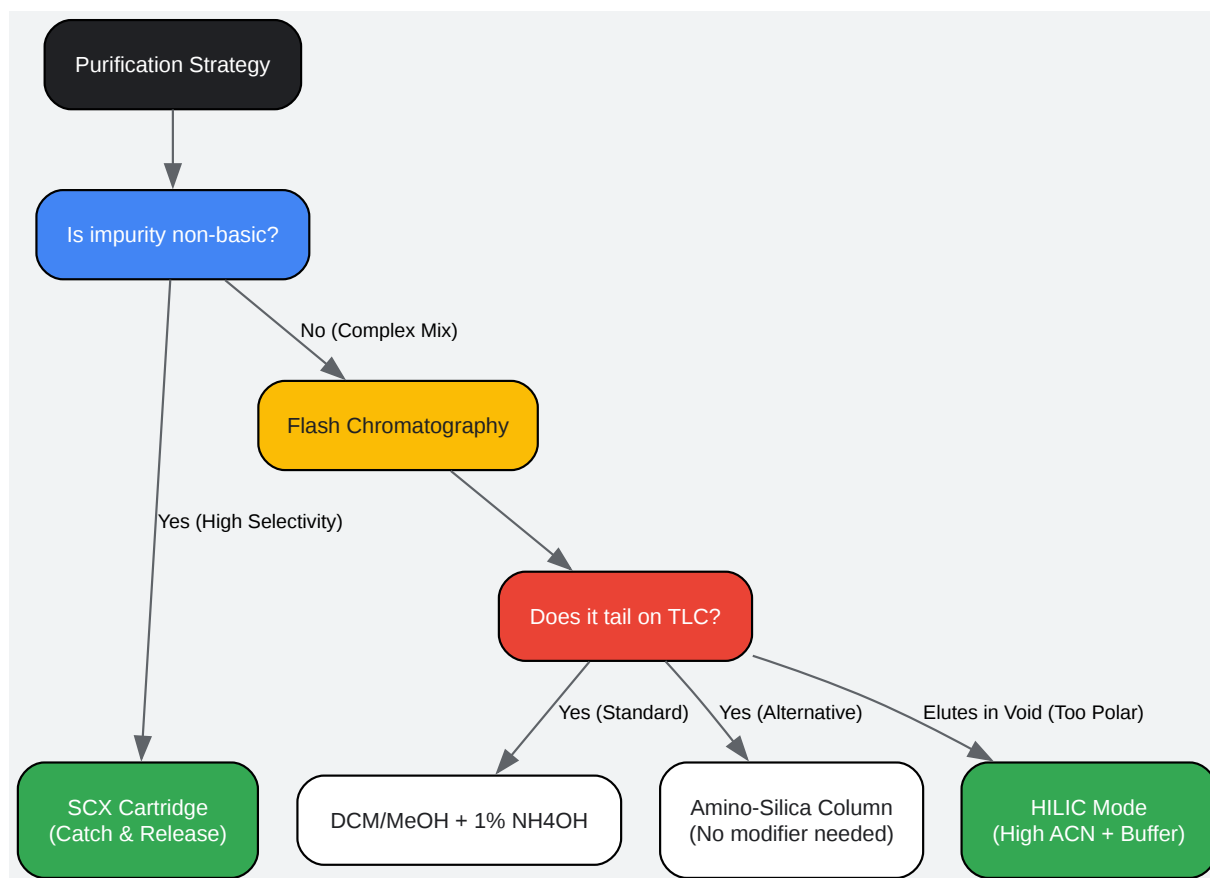 Purification Strategy
Is impurity non-basic?
No (Complex Mix)
Flash Chromatography
Yes (High Selectivity)
Does it tail on TLC?
Yes (Standard)
Yes (Alternative)
Elutes in Void (Too Polar)
SCX Cartridge
(Catch & Release)
DCM/MeOH + 1% NH4OH
Amino-Silica Column
(No modifier needed)
HILIC Mode
(High ACN + Buffer)